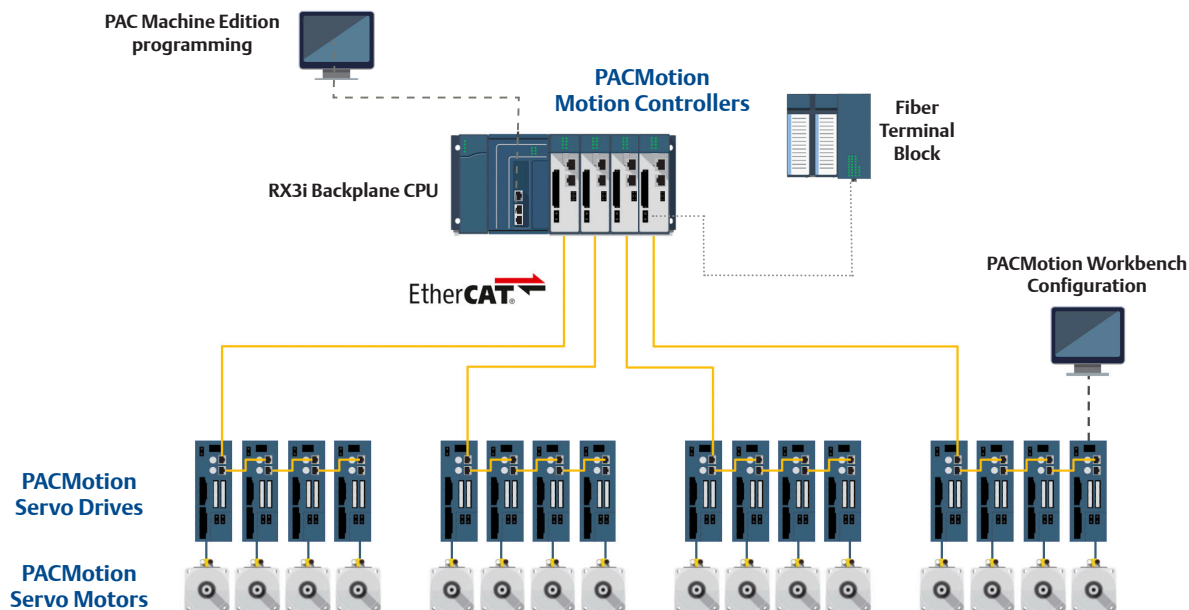 PAC Machine Edition
programming
PACMotion
Motion Controllers
Fiber
Terminal
Block
RX3i Backplane CPU
EtherCAT®
PACMotion Workbench
Configuration
PACMotion
Servo Drives
PACMotion
Servo Motors